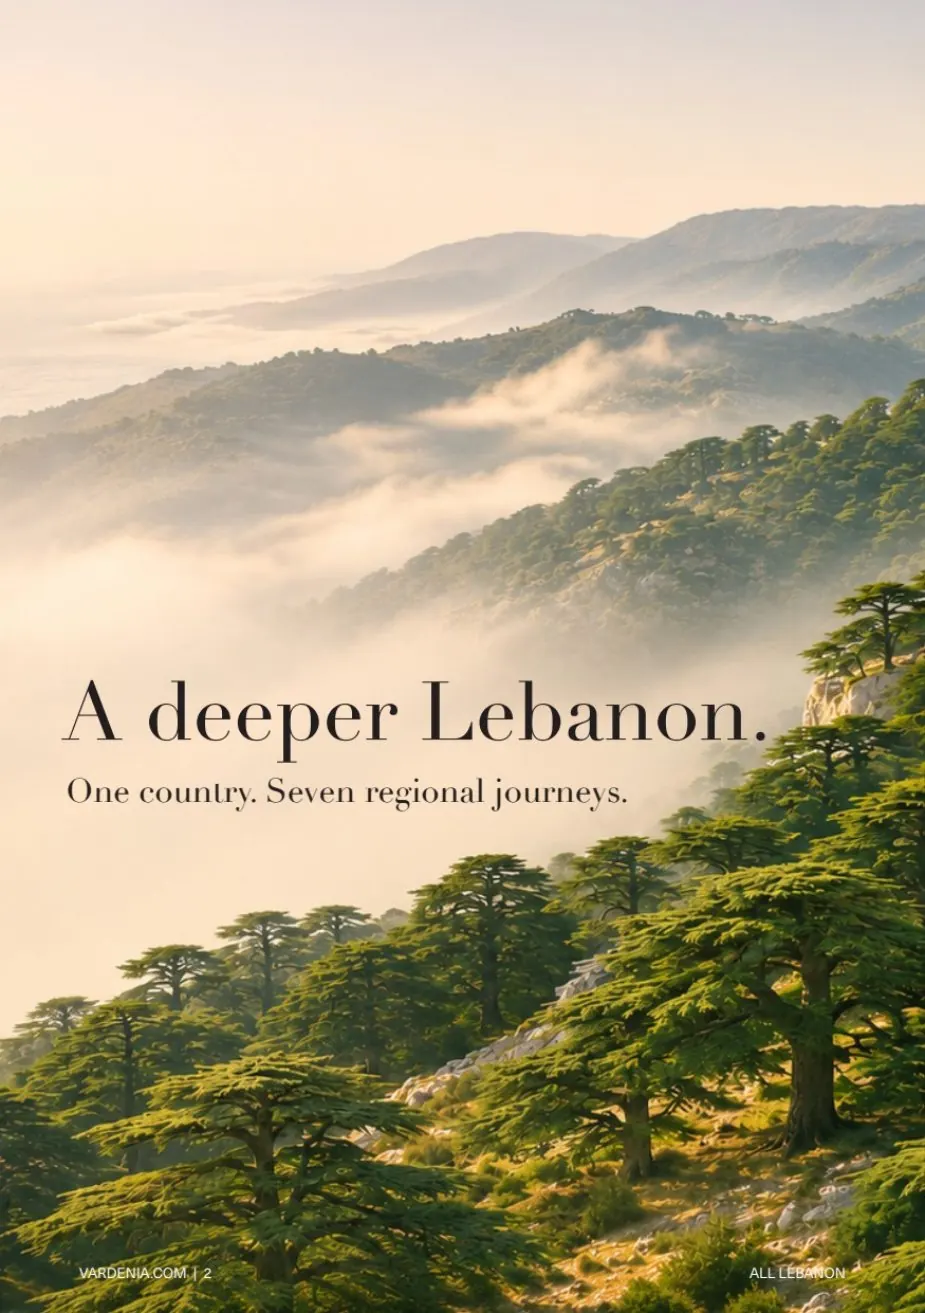 A deeper Lebanon.
One country. Seven regional journeys.
VARDENIA.COM | 2
ALL LEBANON